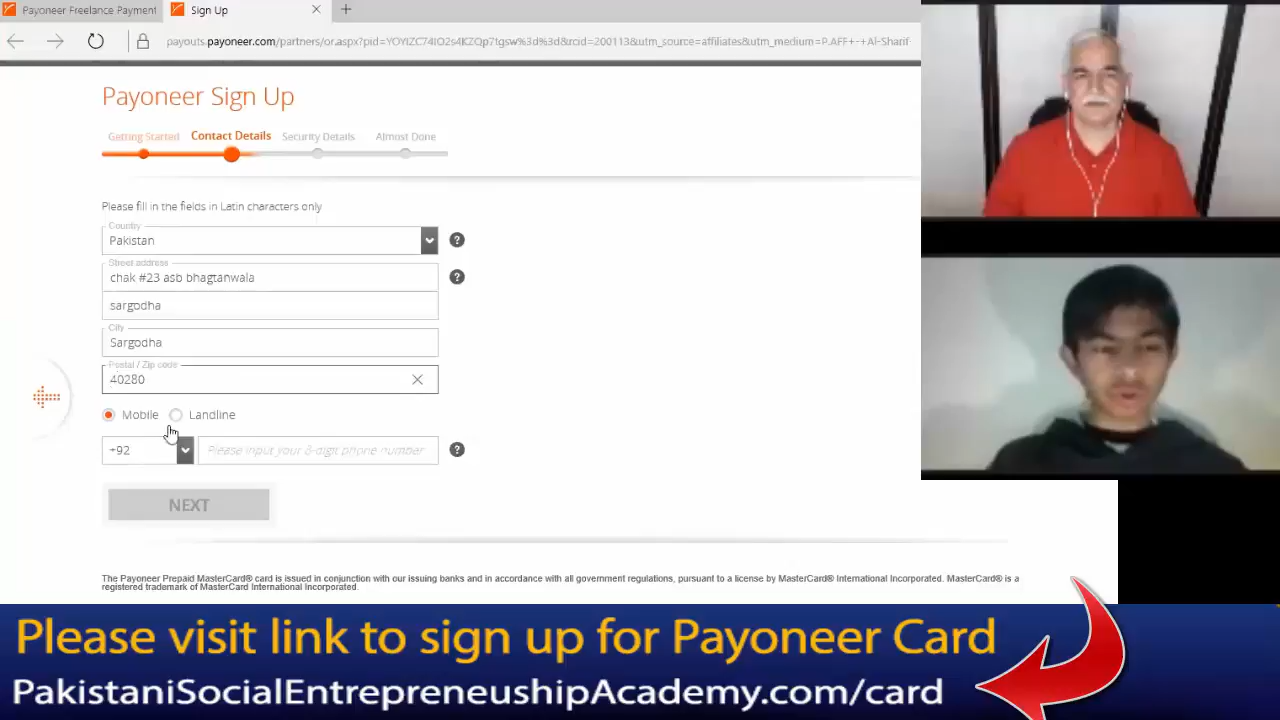 Payoneer Freelance Payment
Sign Up
payouts.payoneer.com/partners/or.aspx?pid=YOYIZC74IO2s4KZQp7tgsw%3d%3d&rcid=200113&utm_source=affiliates&utm_medium=P.AFF+-+Al-Sharif
Payoneer Sign Up
Getting Started Contact Details Security Details Almost Done
Please fill in the fields in Latin characters only
Country
Pakistan
Street address
chak #23 asb bhagtanwala
sargodha
City
Sargodha
Postal / Zip code
40280
Mobile Landline
+92 Please input your 8-digit phone number
NEXT
The Payoneer Prepaid MasterCard® card is issued in conjunction with our issuing banks and in accordance with all government regulations, pursuant to a license by MasterCard® International Incorporated. MasterCard® is a
registered trademark of MasterCard International Incorporated.
Please visit link to sign up for Payoneer Card
PakistaniSocialEntrepreneushipAcademy.com/card